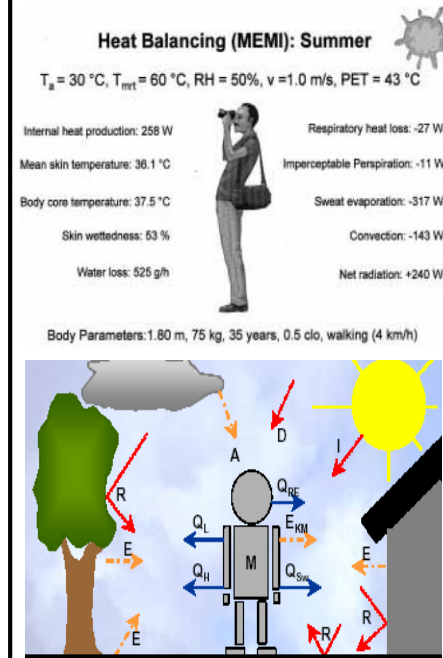 Heat Balancing (MEMI): Summer
Ta = 30 °C, Tmrt = 60 °C, RH = 50%, v =1.0 m/s, PET = 43 °C
Internal heat production: 258 W
Mean skin temperature: 36.1 °C
Body core temperature: 37.5 °C
Skin wettedness: 53 %
Water loss: 525 g/h
Respiratory heat loss: -27 W
Imperceptable Perspiration: -11 W
Sweat evaporation: -317 W
Convection: -143 W
Net radiation: +240 W
Body Parameters:1.80 m, 75 kg, 35 years, 0.5 clo, walking (4 km/h)
D
I
A
R
QRE
QL
EKM
E
M
E
QH
QSw
E
R
R